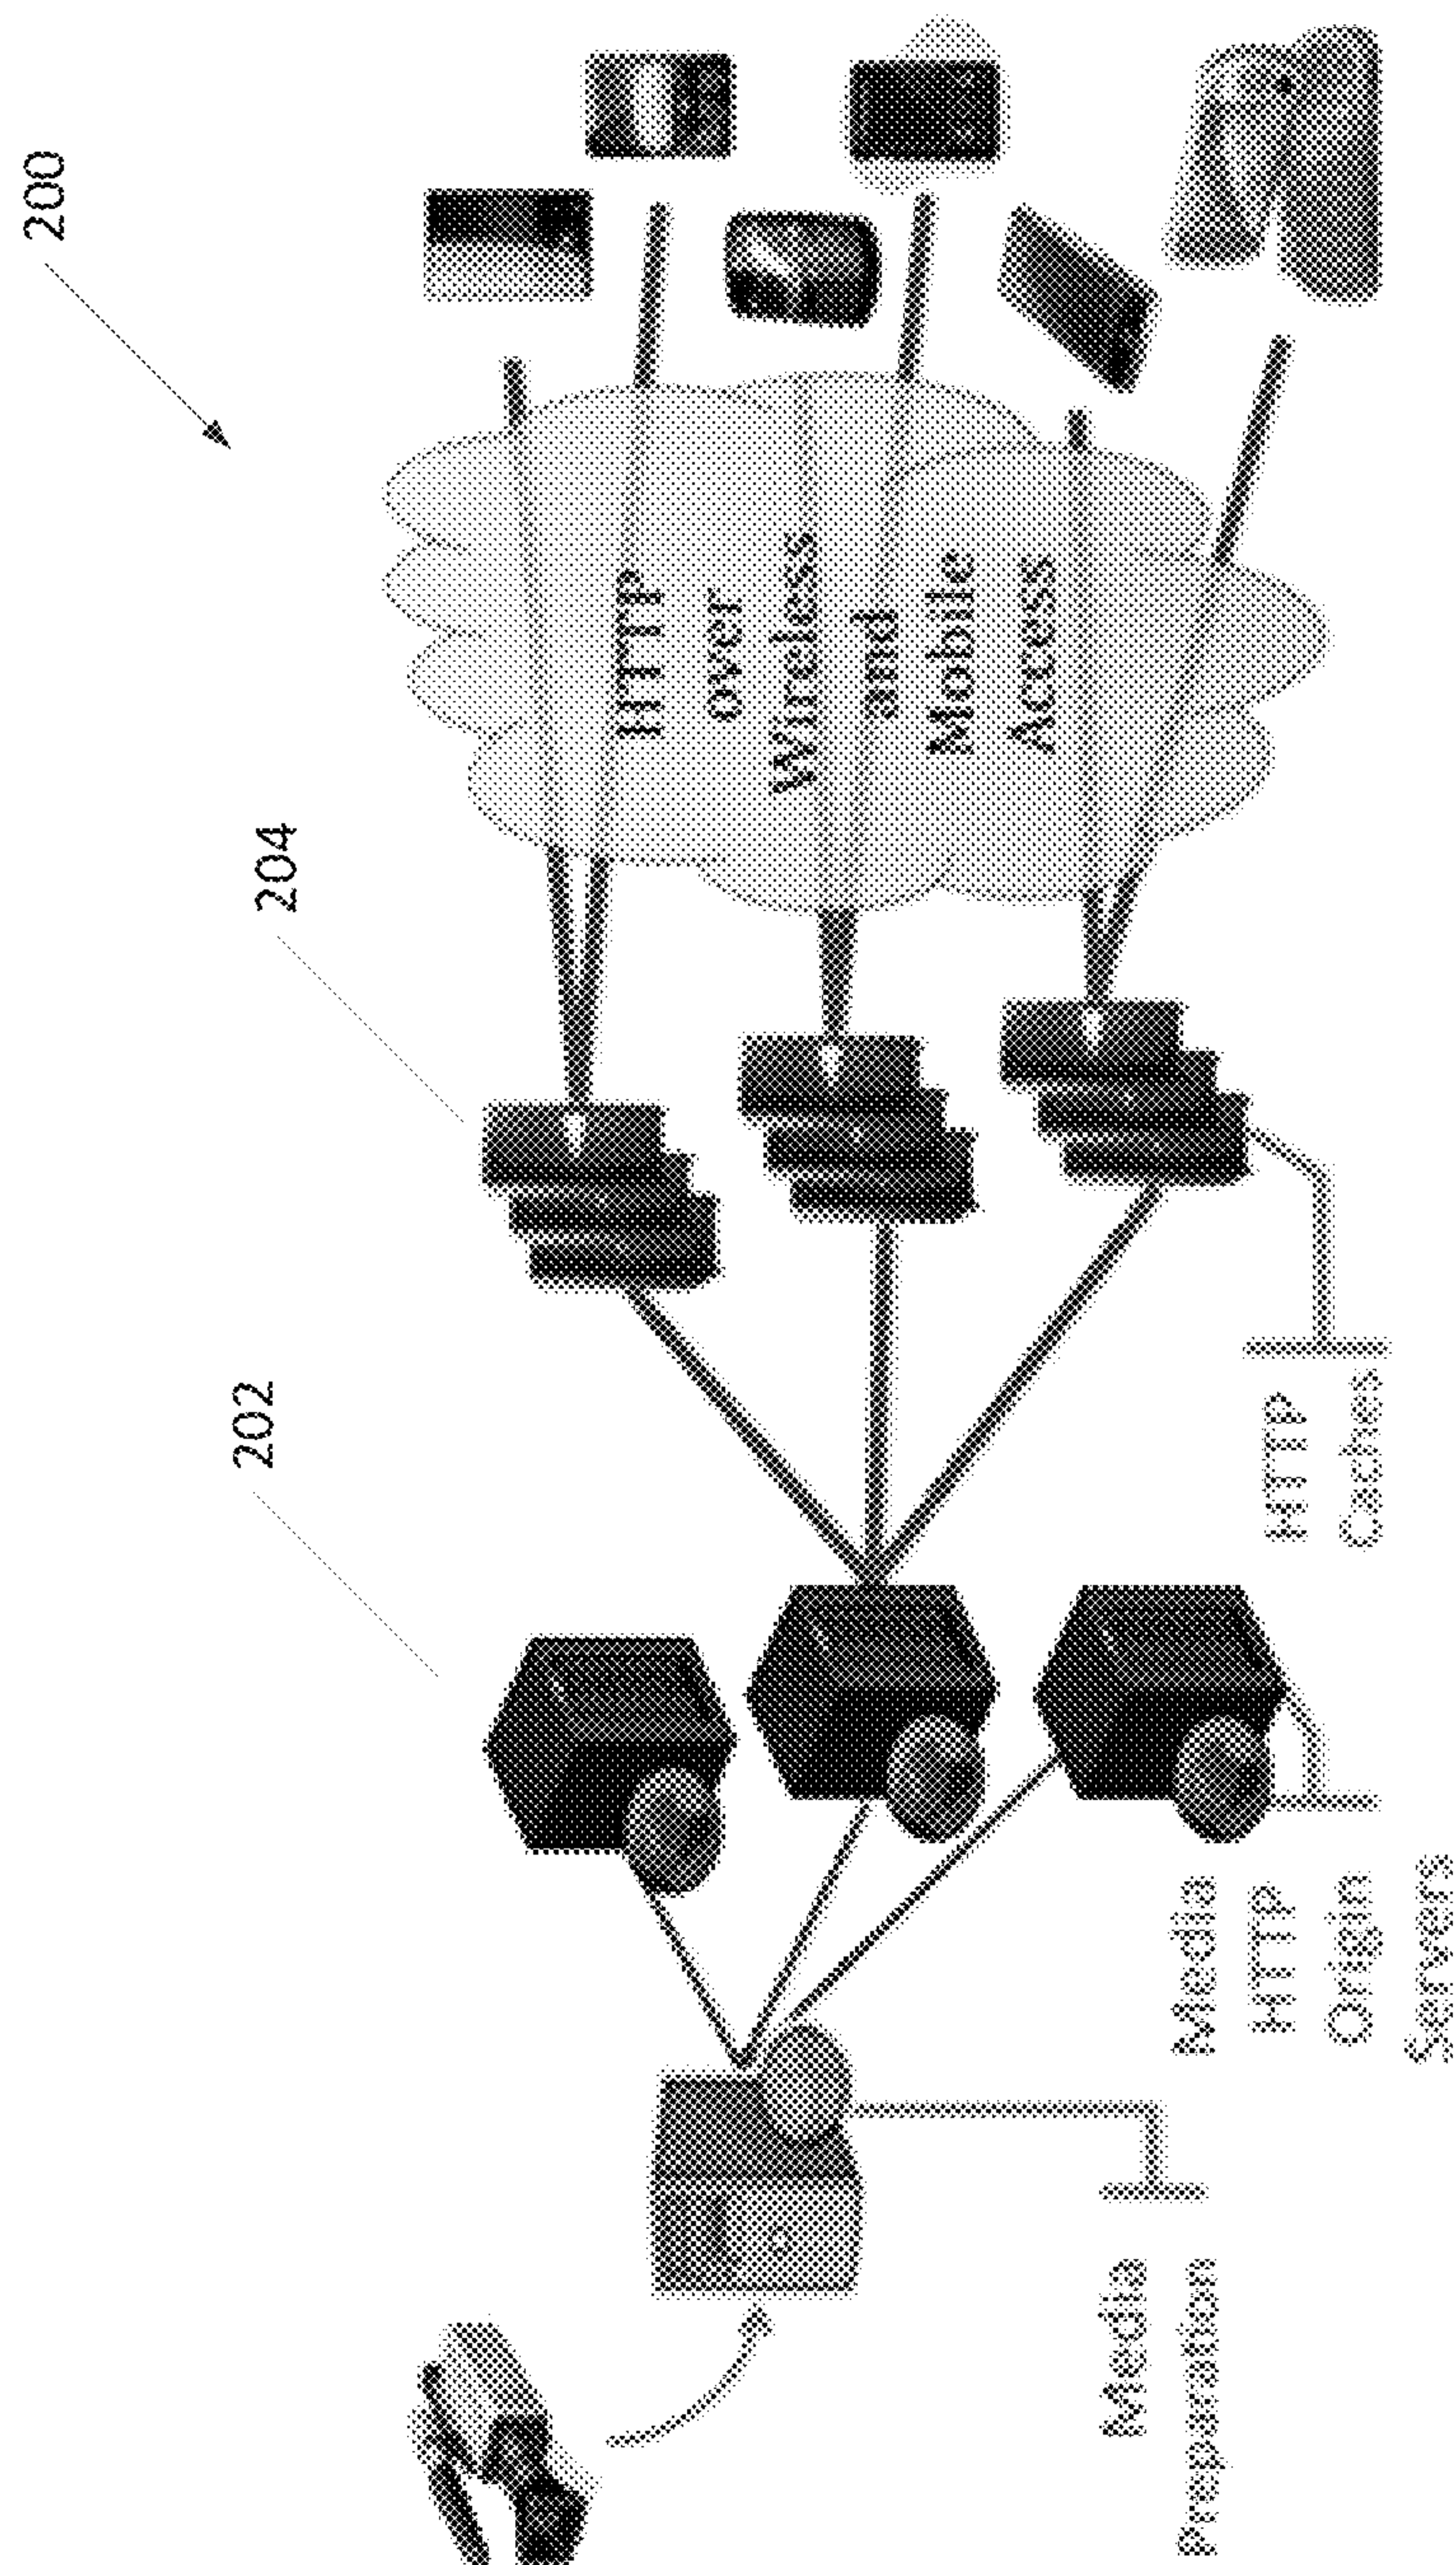 200
204
202
HTTP
over
Wireless
and
Mobile
Access
HTTP
Caches
Media
HTTP
Origin
Servers
Media
Preparation